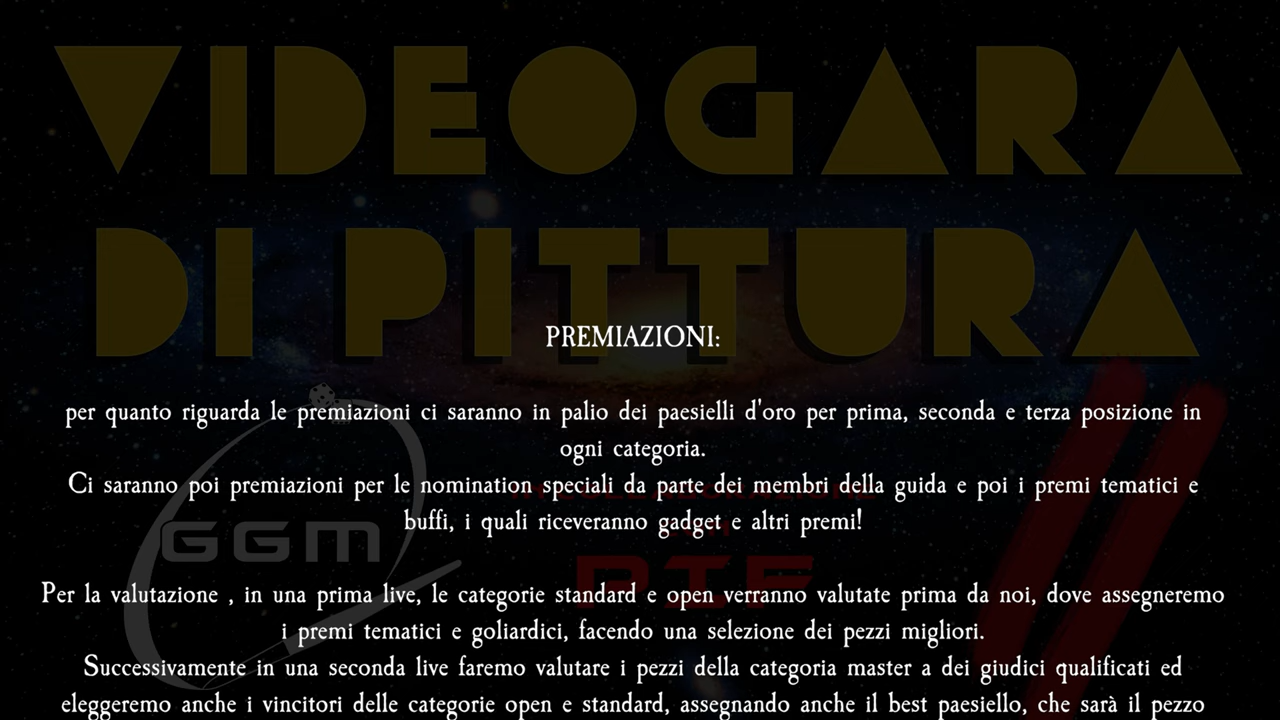 VIDEOGARA
DI PITTURA
PREMIAZIONI:
per quanto riguarda le premiazioni ci saranno in palio dei paesielli d'oro per prima, seconda e terza posizione in
ogni categoria.
Ci saranno poi premiazioni per le nomination speciali da parte dei membri della guida e poi i premi tematici e
buffi, i quali riceveranno gadget e altri premi!
GGM
Per la valutazione , in una prima live, le categorie standard e open verranno valutate prima da noi, dove assegneremo
i premi tematici e goliardici, facendo una selezione dei pezzi migliori.
Successivamente in una seconda live faremo valutare i pezzi della categoria master a dei giudici qualificati ed
eleggeremo anche i vincitori delle categorie open e standard, assegnando anche il best paesiello, che sarà il pezzo